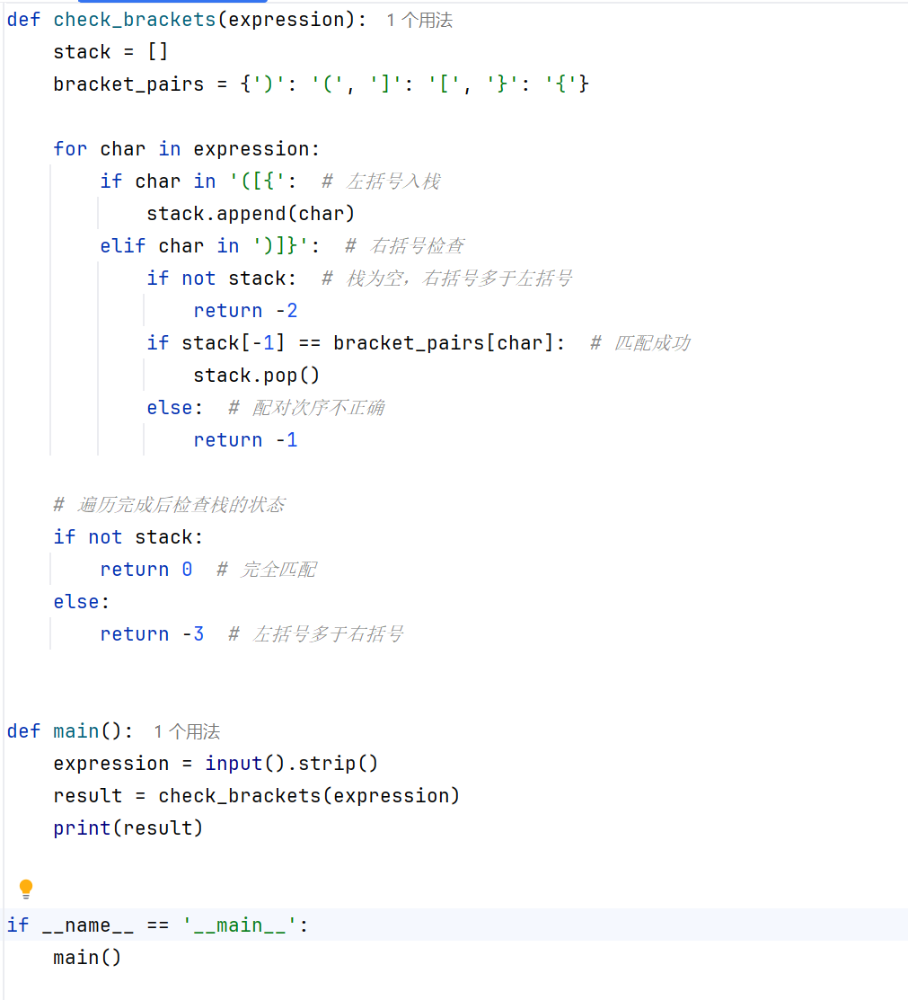 def check_brackets(expression): 1 个用法
    stack = []
    bracket_pairs = {')': '(', ']': '[', '}': '{'}
    for char in expression:
        if char in '([{':  # 左括号入栈
            stack.append(char)
        elif char in ')]}':  # 右括号检查
            if not stack:  # 栈为空，右括号多于左括号
                return -2
            if stack[-1] == bracket_pairs[char]:  # 匹配成功
                stack.pop()
            else:  # 配对次序不正确
                return -1
    # 遍历完成后检查栈的状态
    if not stack:
        return 0  # 完全匹配
    else:
        return -3  # 左括号多于右括号
def main(): 1 个用法
    expression = input().strip()
    result = check_brackets(expression)
    print(result)
if __name__ == '__main__':
    main()